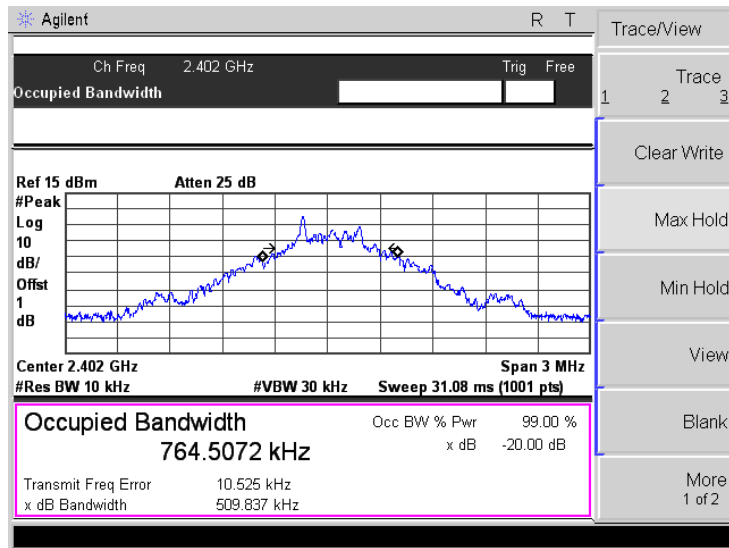 Agilent R T
Ch Freq 2.402 GHz Trig Free
Occupied Bandwidth
Ref 15 dBm Atten 25 dB
#Peak
Log
10
dB/
Offst
1
dB
Center 2.402 GHz Span 3 MHz
#Res BW 10 kHz #VBW 30 kHz Sweep 31.08 ms (1001 pts)
Occupied Bandwidth
764.5072 kHz
Occ BW % Pwr 99.00 %
x dB -20.00 dB
Transmit Freq Error 10.525 kHz
x dB Bandwidth 509.837 kHz
Trace/View
Trace
1 2 3
Clear Write
Max Hold
Min Hold
View
Blank
More
1 of 2